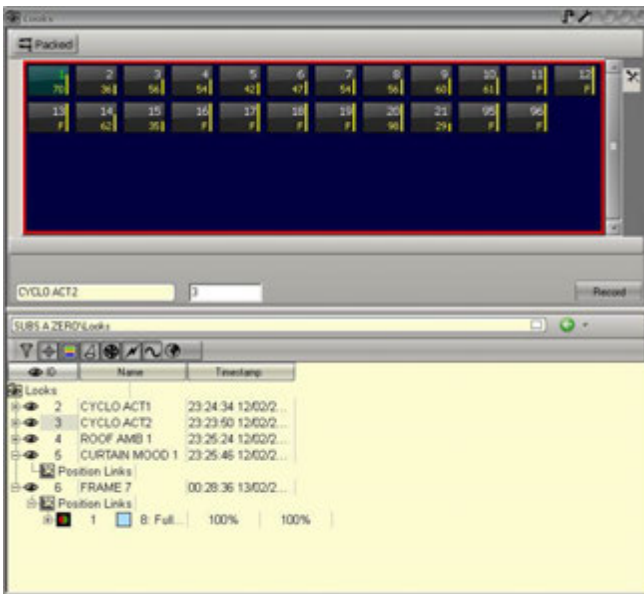 Looks
Packed
1 2 3 4 5 6 7 8 9 10 11 12
70 36 56 54 42 47 54 56 60 61 F F
13 14 15 16 17 18 19 20 21 95 96
F 62 35 F F F F 98 29 F F
CYCLO ACT2 3 Record
SUBS A ZERO\Looks
ID Name Timestamp
Looks
2 CYCLO ACT1 23:24:34 12/02/2...
3 CYCLO ACT2 23:23:50 12/02/2...
4 ROOF AMB 1 23:25:24 12/02/2...
5 CURTAIN MOOD 1 23:25:46 12/02/2...
Position Links
6 FRAME 7 00:28:36 13/02/2...
Position Links
1 8: Full... 100% 100%